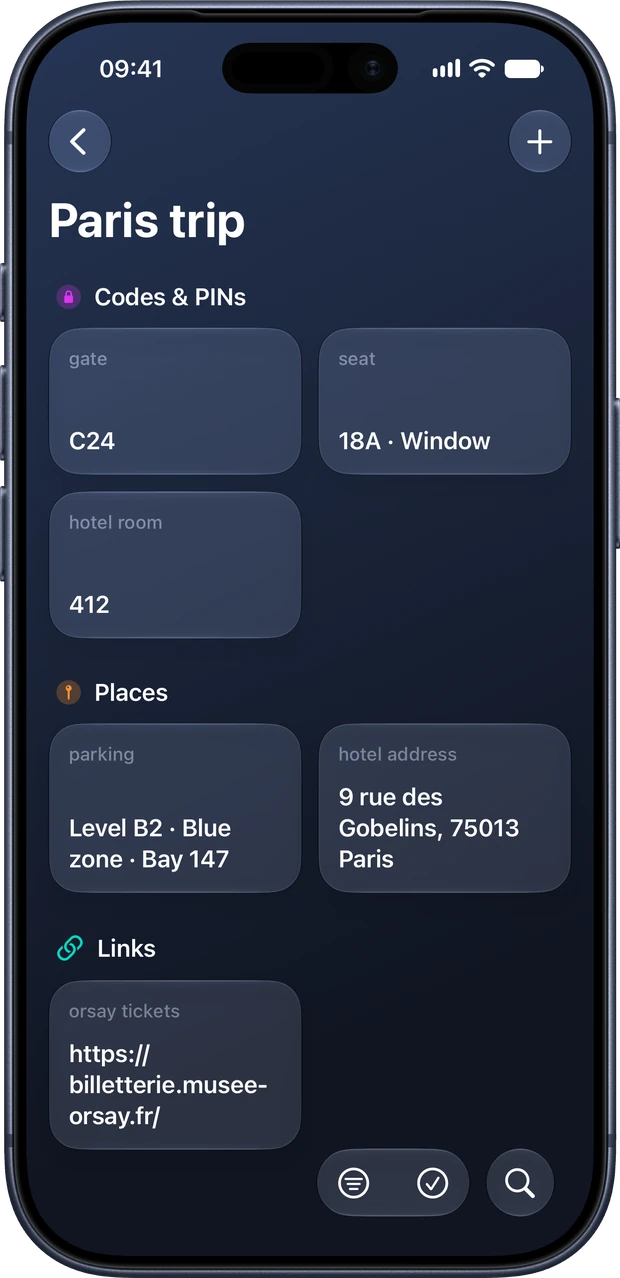 09:41
Paris trip
Codes & PINs
gate
C24
seat
18A · Window
hotel room
412
Places
parking
Level B2 · Blue
zone · Bay 147
hotel address
9 rue des
Gobelins, 75013
Paris
Links
orsay tickets
https://
billetterie.musee-
orsay.fr/